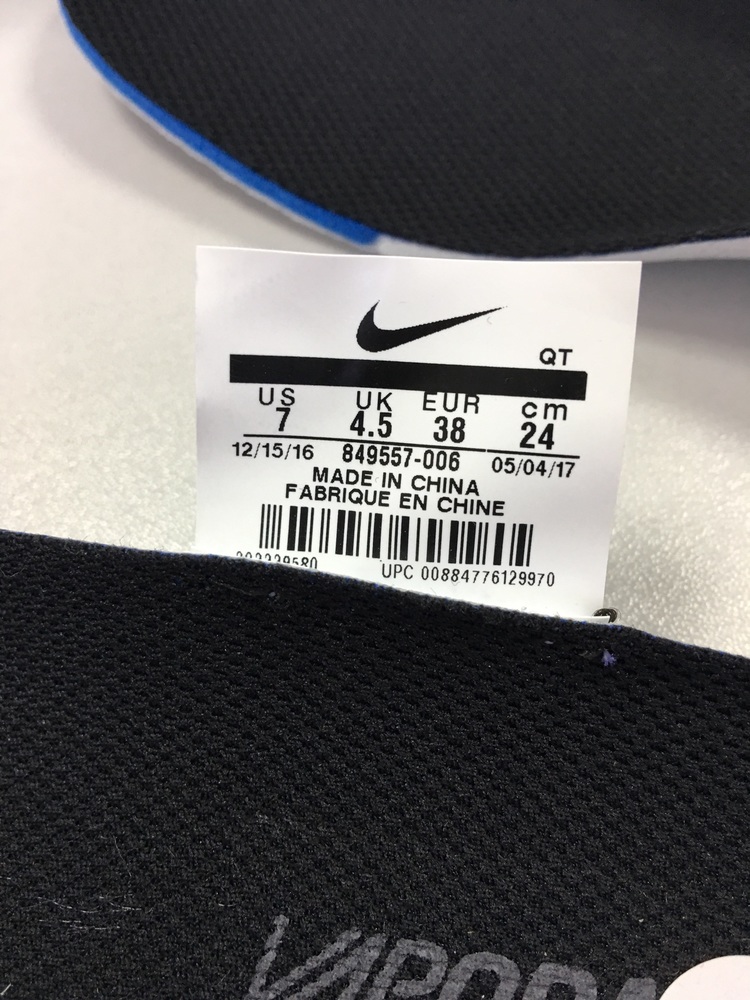 QT
US UK EUR cm
7 4.5 38 24
12/15/16 849557-006 05/04/17
MADE IN CHINA
FABRIQUE EN CHINE
UPC 00884776129970